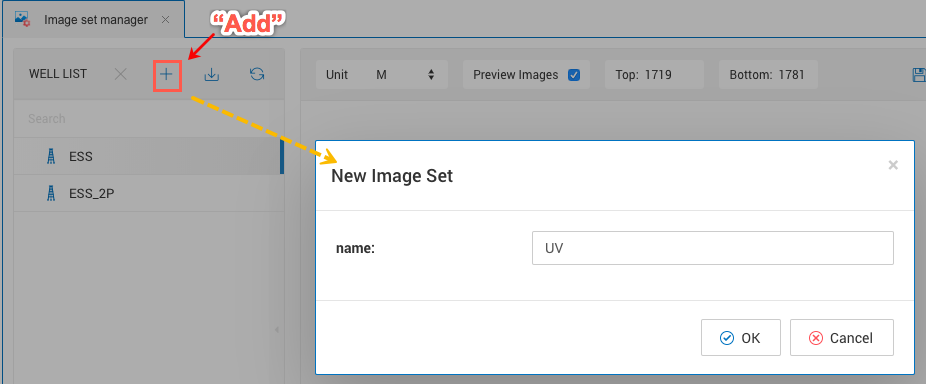 Image set manager
“Add”
WELL LIST
Unit M Preview Images Top: 1719 Bottom: 1781
Search
ESS
ESS_2P
New Image Set
name: UV
OK Cancel